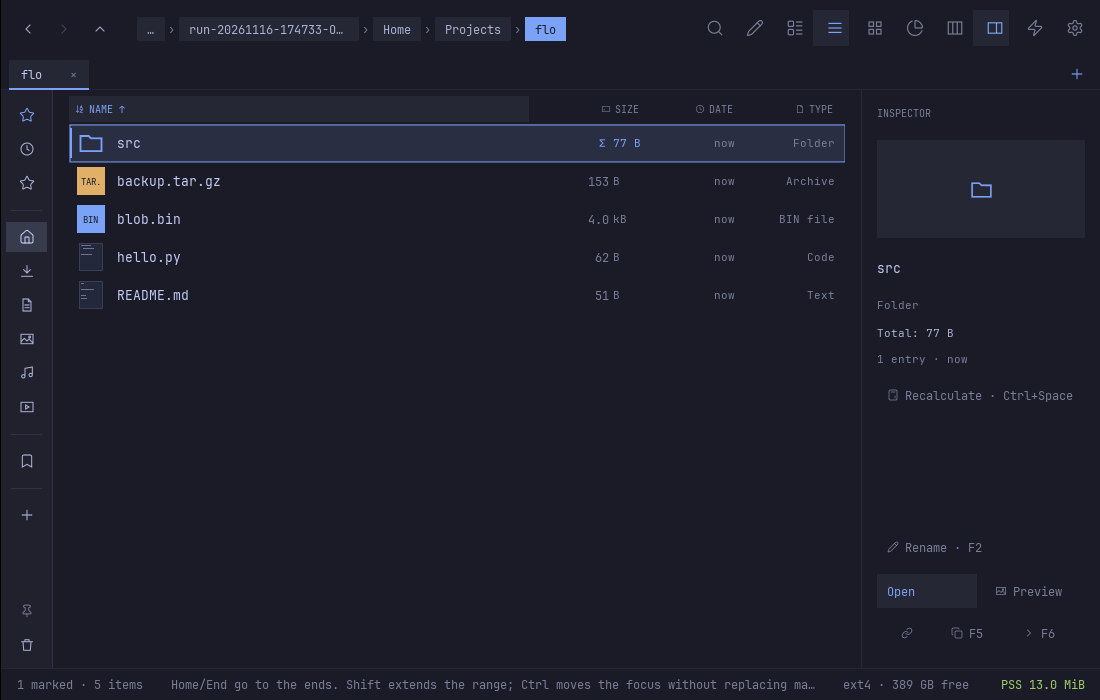 … › run-20261116-174733-0… › Home › Projects › flo
flo ×
NAME ↑ SIZE DATE TYPE
src Σ 77 B now Folder
TAR. backup.tar.gz 153 B now Archive
BIN blob.bin 4.0 kB now BIN file
hello.py 62 B now Code
README.md 51 B now Text
INSPECTOR
src
Folder
Total: 77 B
1 entry · now
Recalculate · Ctrl+Space
Rename · F2
Open Preview
F5 F6
1 marked · 5 items Home/End go to the ends. Shift extends the range; Ctrl moves the focus without replacing ma… ext4 · 389 GB free PSS 13.0 MiB